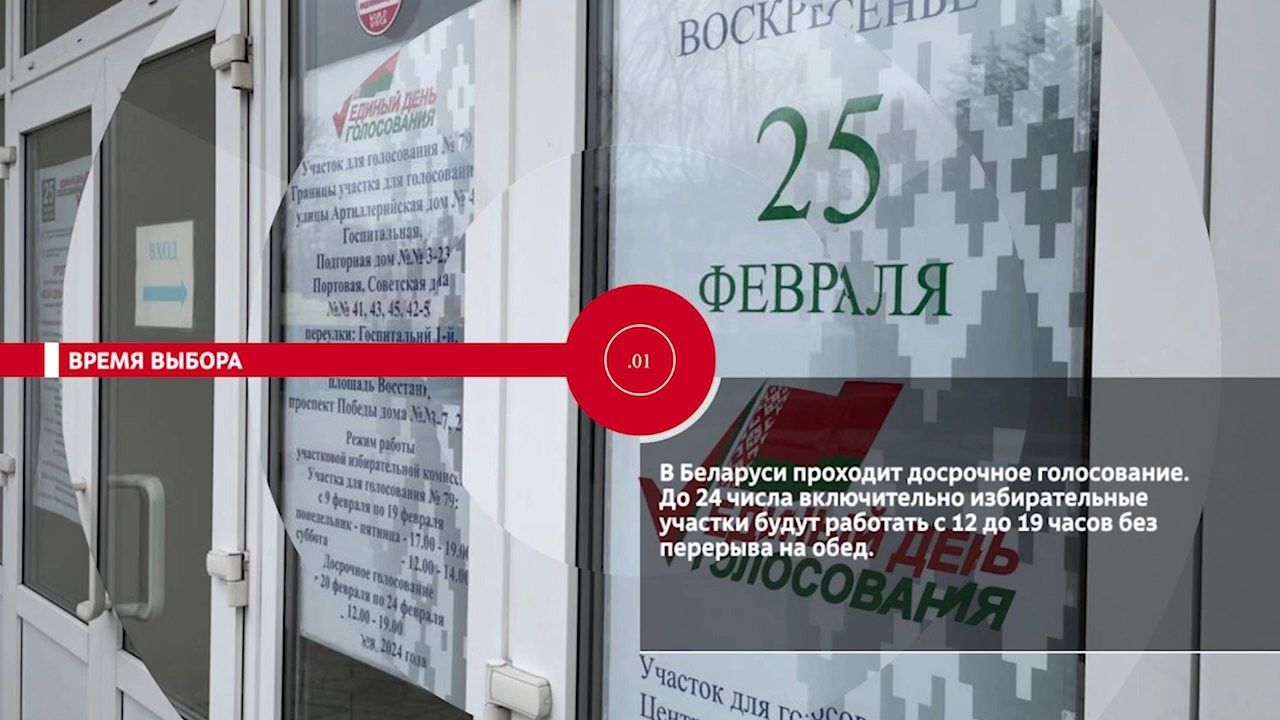 WORLD
ВОСКРЕСЕНЬЕ
25
ФЕВРАЛЯ
ЕДИНЫЙ ДЕНЬ
ГОЛОСОВАНИЯ
Участок для голосования № 79
Границы участка для голосования
улицы Артиллерийская дом № 4
Госпитальная,
Подгорная дом №№ 3-23
Портовая, Советская
№№ 41, 43, 45, 42-5
переулки: Госпитальный 1-й,
площадь
проспект Победы дома
Режим работы
участковой избирательной
Участка для голосования № 79:
с 9 февраля по 19 февраля
понедельник - пятница - 17.00 - 19.00
суббота - 12.00 - 14.00
Досрочное голосование
- 20 февраля по 24 февраля
12.00 - 19.00
2024 года
ВХОД
25
ВРЕМЯ ВЫБОРА
.01
В Беларуси проходит досрочное голосование.
До 24 числа включительно избирательные
участки будут работать с 12 до 19 часов без
перерыва на обед.
ЕДИНЫЙ ДЕНЬ
ГОЛОСОВАНИЯ
Участок для